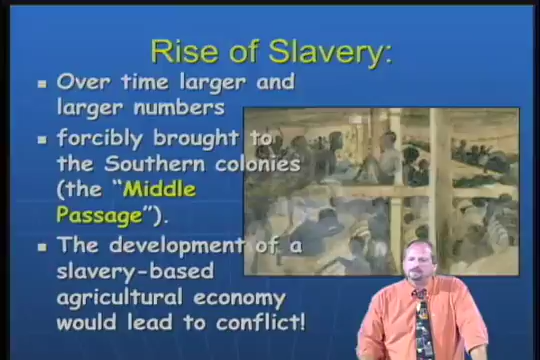 Rise of Slavery:
Over time larger and
larger numbers
forcibly brought to
the Southern colonies
(the “Middle
Passage”).
The development of a
slavery-based
agricultural economy
would lead to conflict!